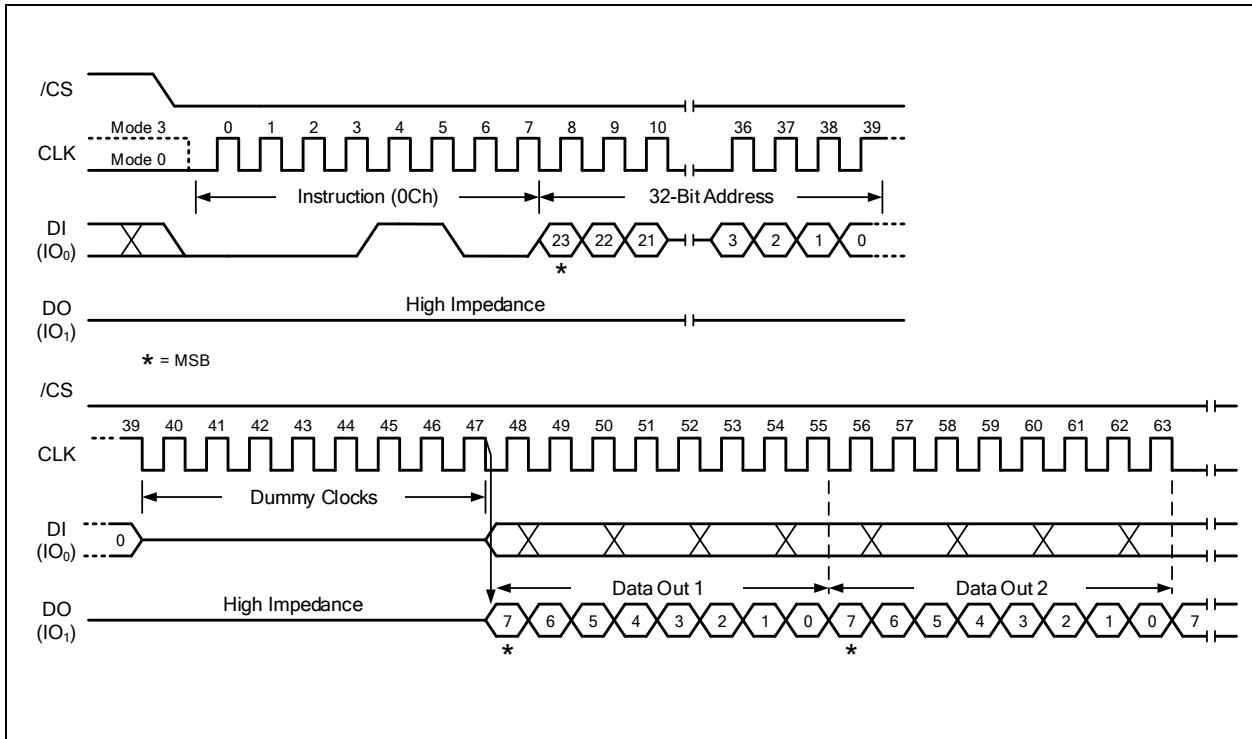 /CS
Mode 3 0 1 2 3 4 5 6 7 8 9 10 36 37 38 39
CLK
Mode 0
Instruction (0Ch) 32-Bit Address
DI
(IO0)
23 22 21 3 2 1 0
*
DO
(IO1)
High Impedance
* = MSB
/CS
39 40 41 42 43 44 45 46 47 48 49 50 51 52 53 54 55 56 57 58 59 60 61 62 63
CLK
Dummy Clocks
DI
(IO0)
0
Data Out 1 Data Out 2
DO
(IO1)
High Impedance
7 6 5 4 3 2 1 0 7 6 5 4 3 2 1 0 7
* *